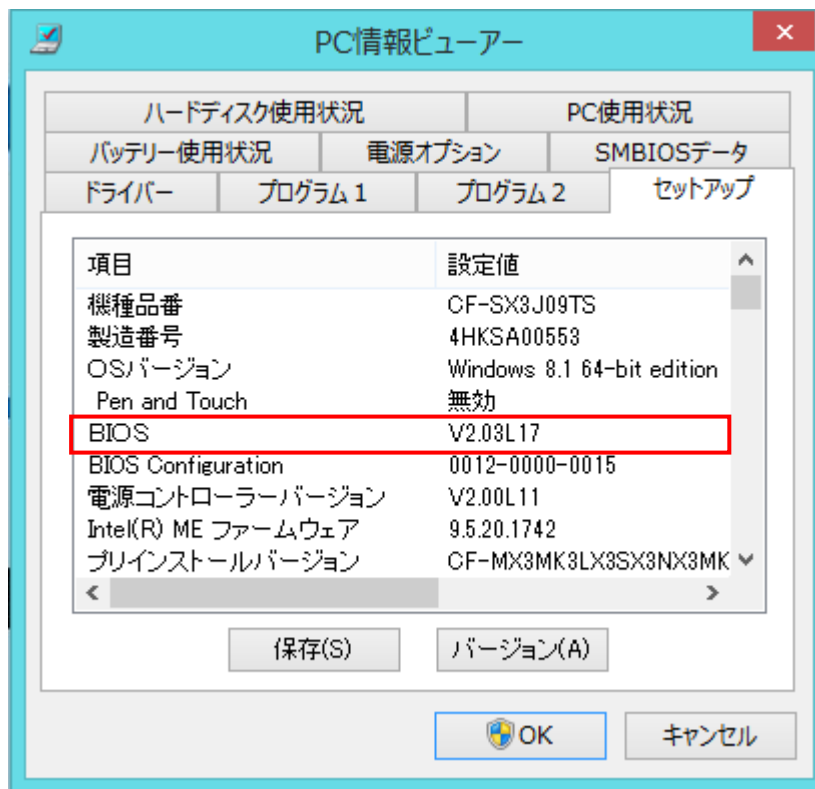 PC情報ビューアー
ハードディスク使用状況 PC使用状況
バッテリー使用状況 電源オプション SMBIOSデータ
ドライバー プログラム 1 プログラム 2 セットアップ
項目 設定値
機種品番 CF-SX3J09TS
製造番号 4HKSA00553
OSバージョン Windows 8.1 64-bit edition
Pen and Touch 無効
BIOS V2.03L17
BIOS Configuration 0012-0000-0015
電源コントローラーバージョン V2.00L11
Intel(R) ME ファームウェア 9.5.20.1742
プリインストールバージョン CF-MX3MK3LX3SX3NX3MK
保存(S) バージョン(A)
OK キャンセル